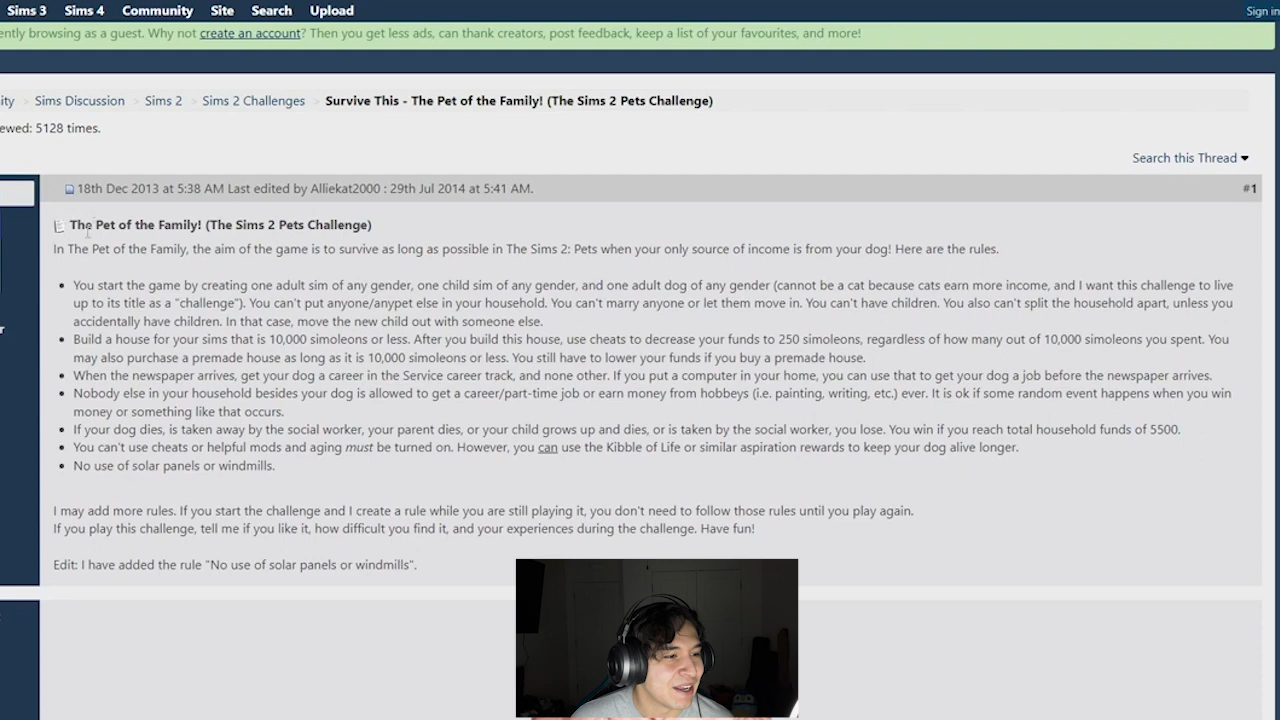 Sims 3 Sims 4 Community Site Search Upload Sign in
ently browsing as a guest. Why not create an account? Then you get less ads, can thank creators, post feedback, keep a list of your favourites, and more!
ity > Sims Discussion > Sims 2 > Sims 2 Challenges > Survive This - The Pet of the Family! (The Sims 2 Pets Challenge)
ewed: 5128 times.
Search this Thread
18th Dec 2013 at 5:38 AM Last edited by Alliekat2000 : 29th Jul 2014 at 5:41 AM. #1
The Pet of the Family! (The Sims 2 Pets Challenge)
In The Pet of the Family, the aim of the game is to survive as long as possible in The Sims 2: Pets when your only source of income is from your dog! Here are the rules.
• You start the game by creating one adult sim of any gender, one child sim of any gender, and one adult dog of any gender (cannot be a cat because cats earn more income, and I want this challenge to live
up to its title as a "challenge"). You can't put anyone/anypet else in your household. You can't marry anyone or let them move in. You can't have children. You also can't split the household apart, unless you
accidentally have children. In that case, move the new child out with someone else.
• Build a house for your sims that is 10,000 simoleons or less. After you build this house, use cheats to decrease your funds to 250 simoleons, regardless of how many out of 10,000 simoleons you spent. You
may also purchase a premade house as long as it is 10,000 simoleons or less. You still have to lower your funds if you buy a premade house.
• When the newspaper arrives, get your dog a career in the Service career track, and none other. If you put a computer in your home, you can use that to get your dog a job before the newspaper arrives.
• Nobody else in your household besides your dog is allowed to get a career/part-time job or earn money from hobbeys (i.e. painting, writing, etc.) ever. It is ok if some random event happens when you win
money or something like that occurs.
• If your dog dies, is taken away by the social worker, your parent dies, or your child grows up and dies, or is taken by the social worker, you lose. You win if you reach total household funds of 5500.
• You can't use cheats or helpful mods and aging must be turned on. However, you can use the Kibble of Life or similar aspiration rewards to keep your dog alive longer.
• No use of solar panels or windmills.
I may add more rules. If you start the challenge and I create a rule while you are still playing it, you don't need to follow those rules until you play again.
If you play this challenge, tell me if you like it, how difficult you find it, and your experiences during the challenge. Have fun!
Edit: I have added the rule "No use of solar panels or windmills".
r